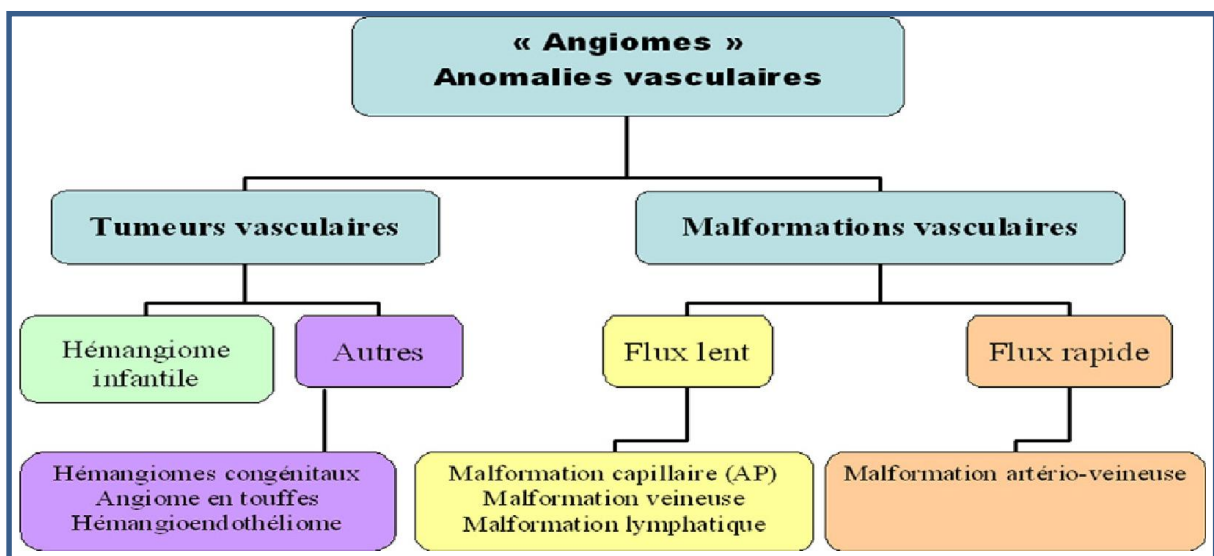 « Angiomes »
Anomalies vasculaires
Tumeurs vasculaires
Malformations vasculaires
Hémangiome
infantile
Autres
Flux lent
Flux rapide
Hémangiomes congénitaux
Angiome en touffes
Hémangioendothéliome
Malformation capillaire (AP)
Malformation veineuse
Malformation lymphatique
Malformation artério-veineuse